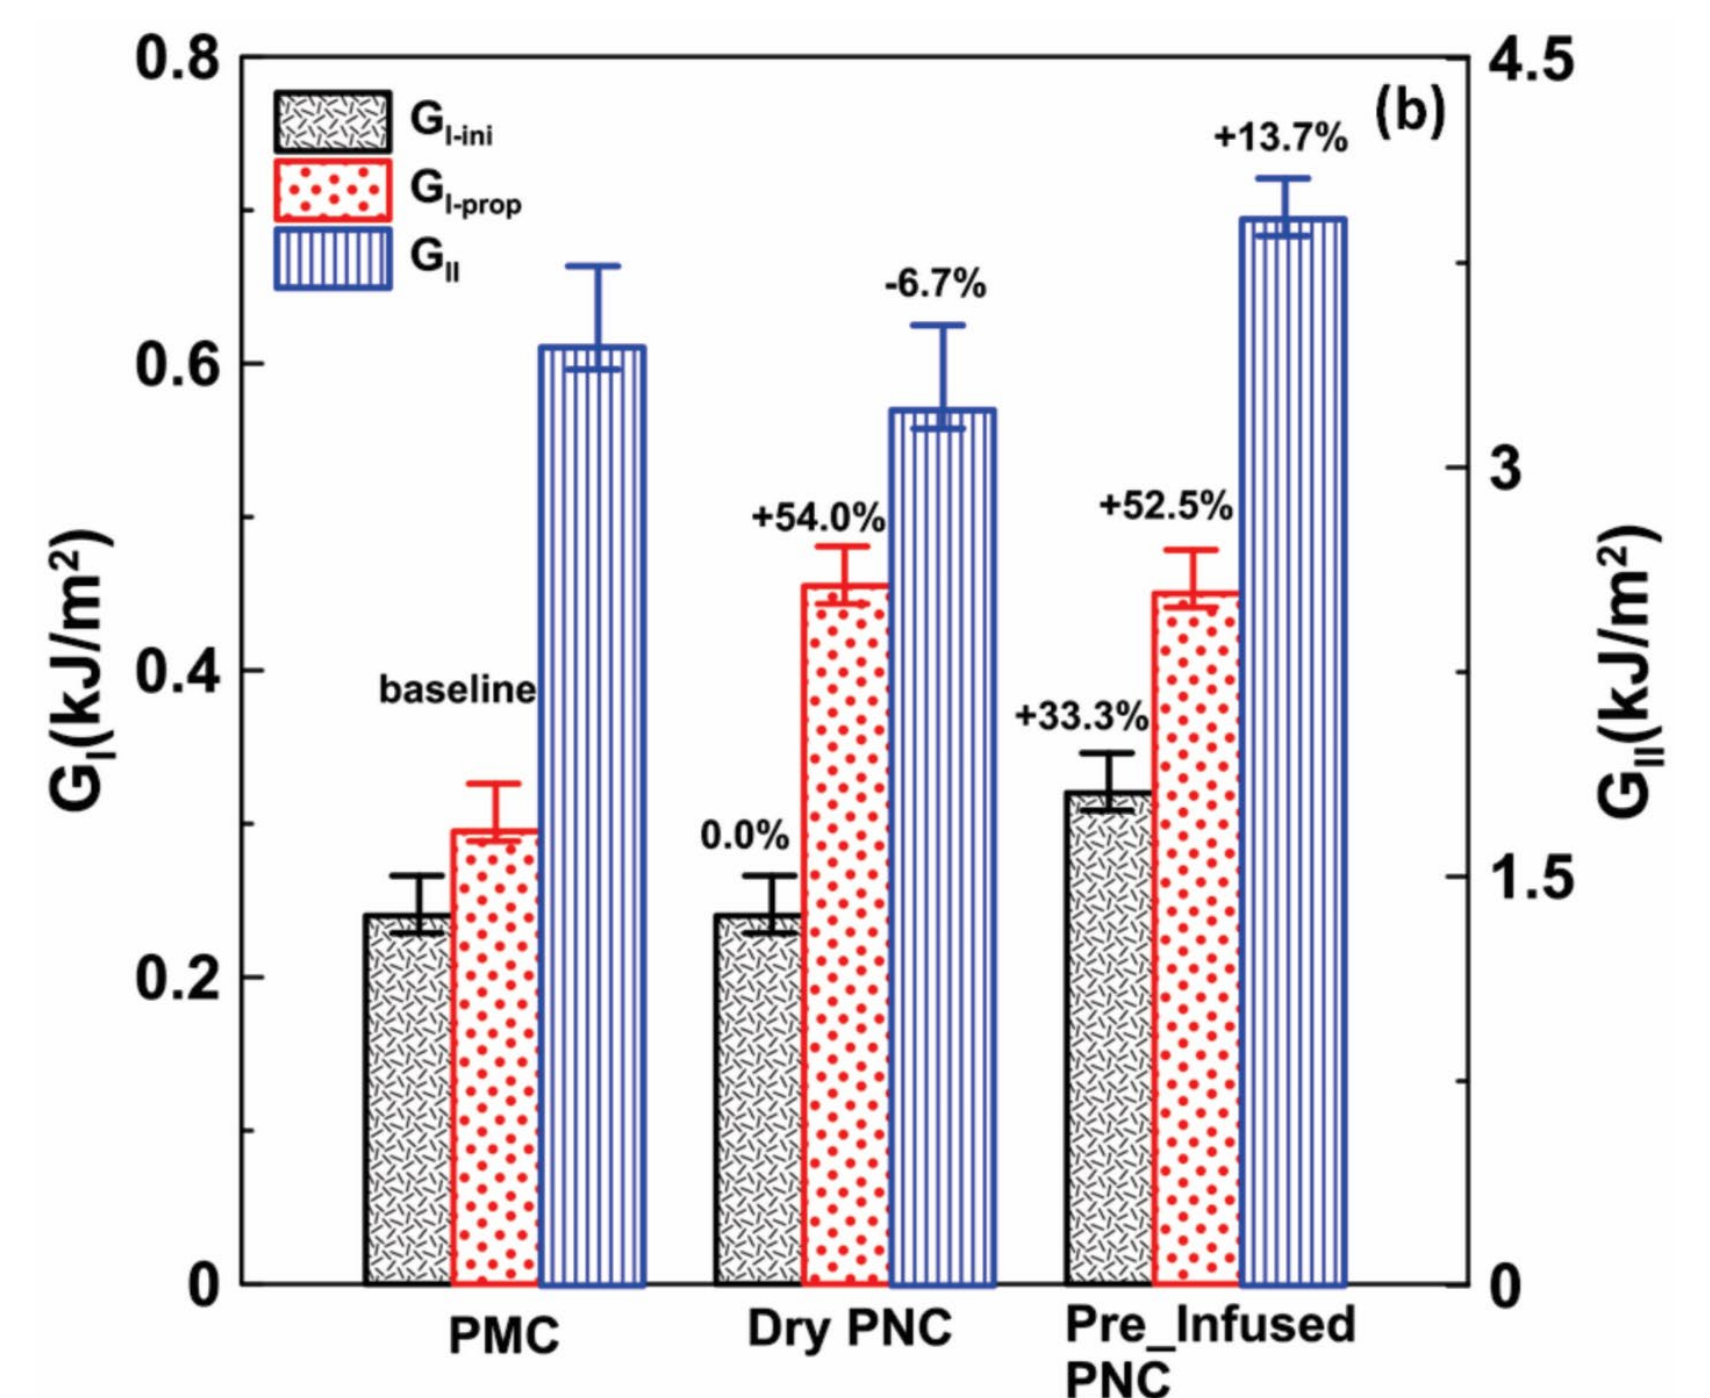 0.8
4.5
(b)
G_I-ini
G_I-prop
G_II
+13.7%
-6.7%
0.6
+54.0%
+52.5%
3
baseline
0.4
+33.3%
0.0%
1.5
0.2
0
0
G_I(kJ/m²)
G_II(kJ/m²)
PMC
Dry PNC
Pre_Infused
PNC